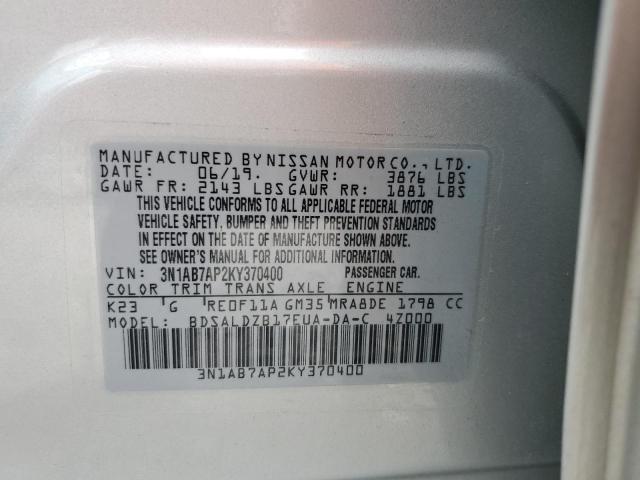 MANUFACTURED BY NISSAN MOTOR CO., LTD.
DATE: 06/19. GVWR: 3876 LBS
GAWR FR: 2143 LBS GAWR RR: 1881 LBS
THIS VEHICLE CONFORMS TO ALL APPLICABLE FEDERAL MOTOR
VEHICLE SAFETY, BUMPER AND THEFT PREVENTION STANDARDS
IN EFFECT ON THE DATE OF MANUFACTURE SHOWN ABOVE.
SEE OWNER'S MANUAL FOR ADDITIONAL INFORMATION.
VIN: 3N1AB7AP2KY370400 PASSENGER CAR.
COLOR TRIM TRANS AXLE ENGINE
K23 G RE0F11A GM35 MRA8DE 1798 CC
MODEL: BDSALDZB17EUA-DA-C 4Z000
3N1AB7AP2KY370400